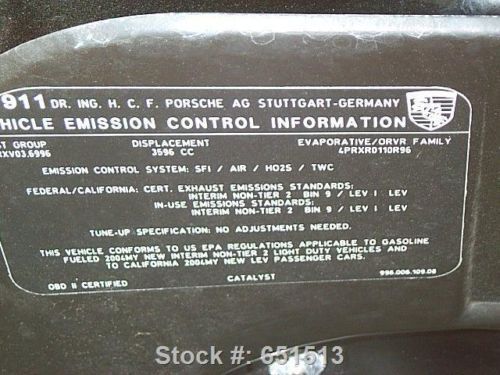 911 DR. ING. H. C. F. PORSCHE AG STUTTGART-GERMANY
HICLE EMISSION CONTROL INFORMATION
ST GROUP DISPLACEMENT EVAPORATIVE/ORVR FAMILY
RXV03.6996 3596 CC 4PRXR0110R96
EMISSION CONTROL SYSTEM: SFI / AIR / HO2S / TWC
FEDERAL/CALIFORNIA: CERT. EXHAUST EMISSIONS STANDARDS:
INTERIM NON-TIER 2 BIN 9 / LEV I LEV
IN-USE EMISSIONS STANDARDS:
INTERIM NON-TIER 2 BIN 9 / LEV I LEV
TUNE-UP SPECIFICATION: NO ADJUSTMENTS NEEDED.
THIS VEHICLE CONFORMS TO US EPA REGULATIONS APPLICABLE TO GASOLINE
FUELED 2004MY NEW INTERIM NON-TIER 2 LIGHT DUTY VEHICLES AND
TO CALIFORNIA 2004MY NEW LEV PASSENGER CARS.
996.006.109.08
OBD II CERTIFIED CATALYST
Stock #: 651513